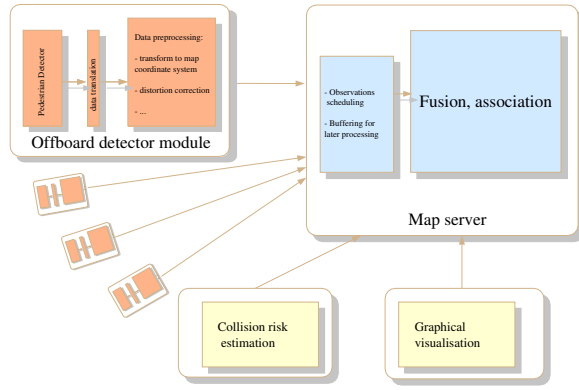 Pedestrian Detector
data translation
Data preprocessing:
- transform to map
coordinate system
- distortion correction
- ...
Offboard detector module
- Observations
scheduling
- Buffering for
later processing
Fusion, association
Map server
Collision risk
estimation
Graphical
visualisation